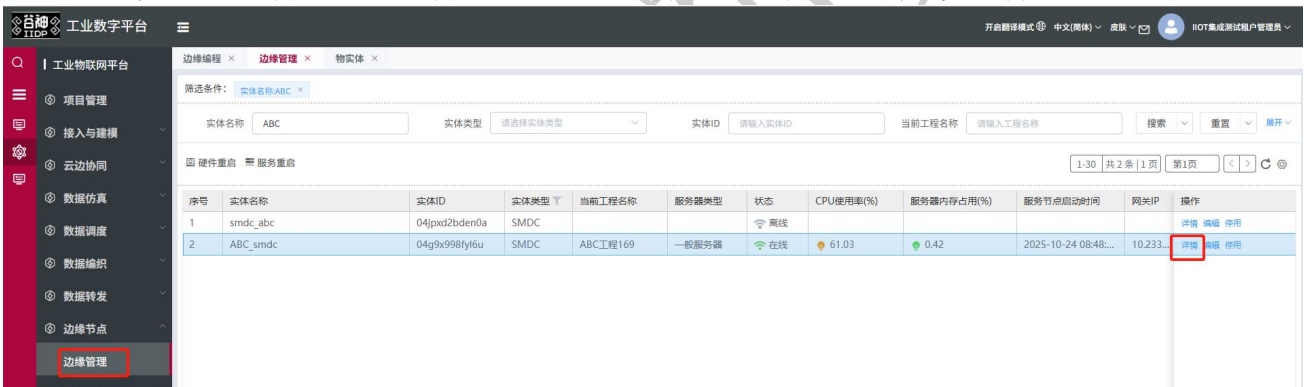 谷神 IIDP 工业数字平台 开启翻译模式 中文(简体) 皮肤 IIOT集成测试租户管理员
工业物联网平台 边缘编程 × 边缘管理 × 物实体 ×
项目管理
接入与建模
云边协同
数据仿真
数据调度
数据编织
数据转发
边缘节点
边缘管理
筛选条件: 实体名称:ABC ×
实体名称 ABC 实体类型 请选择实体类型 实体ID 请输入实体ID 当前工程名称 请输入工程名称 搜索 重置 展开
硬件重启 服务重启 1-30 共2条|1页 第1页 < >
序号 实体名称 实体ID 实体类型 当前工程名称 服务器类型 状态 CPU使用率(%) 服务器内存占用(%) 服务节点启动时间 网关IP 操作
1 smdc_abc 04jpxd2bden0a SMDC 离线 详情 编辑 停用
2 ABC_smdc 04g9x998fyl6u SMDC ABC工程169 一般服务器 在线 61.03 0.42 2025-10-24 08:48:... 10.233... 详情 编辑 停用